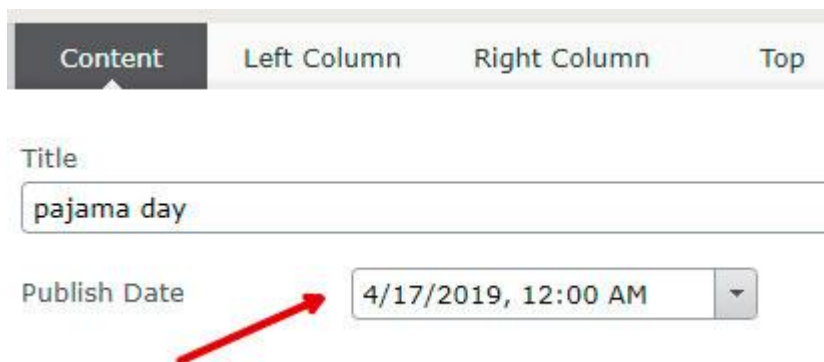 Content Left Column Right Column Top
Title
pajama day
Publish Date 4/17/2019, 12:00 AM